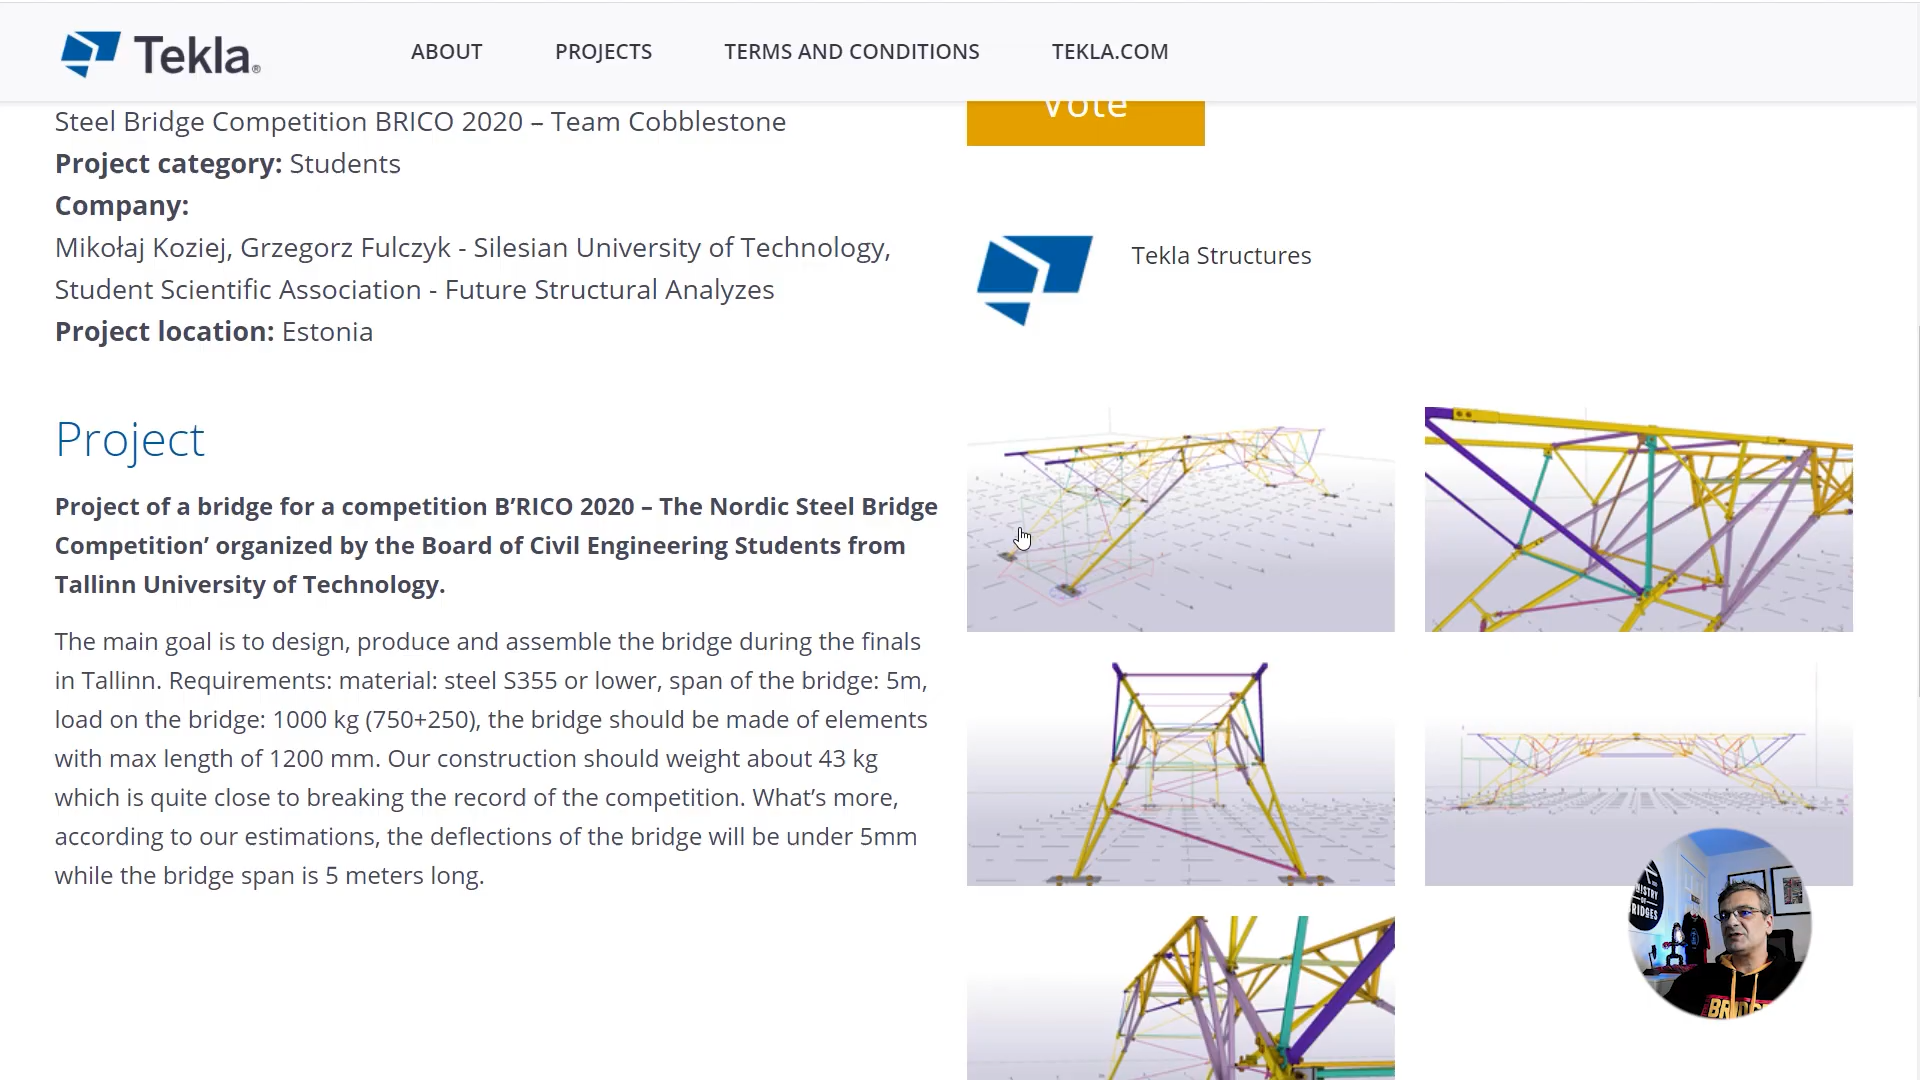 Tekla®
ABOUT
PROJECTS
TERMS AND CONDITIONS
TEKLA.COM
Vote
Steel Bridge Competition BRICO 2020 – Team Cobblestone
Project category: Students
Company:
Mikołaj Koziej, Grzegorz Fulczyk - Silesian University of Technology,
Student Scientific Association - Future Structural Analyzes
Project location: Estonia
Tekla Structures
Project
Project of a bridge for a competition B’RICO 2020 – The Nordic Steel Bridge
Competition’ organized by the Board of Civil Engineering Students from
Tallinn University of Technology.
The main goal is to design, produce and assemble the bridge during the finals
in Tallinn. Requirements: material: steel S355 or lower, span of the bridge: 5m,
load on the bridge: 1000 kg (750+250), the bridge should be made of elements
with max length of 1200 mm. Our construction should weight about 43 kg
which is quite close to breaking the record of the competition. What’s more,
according to our estimations, the deflections of the bridge will be under 5mm
while the bridge span is 5 meters long.